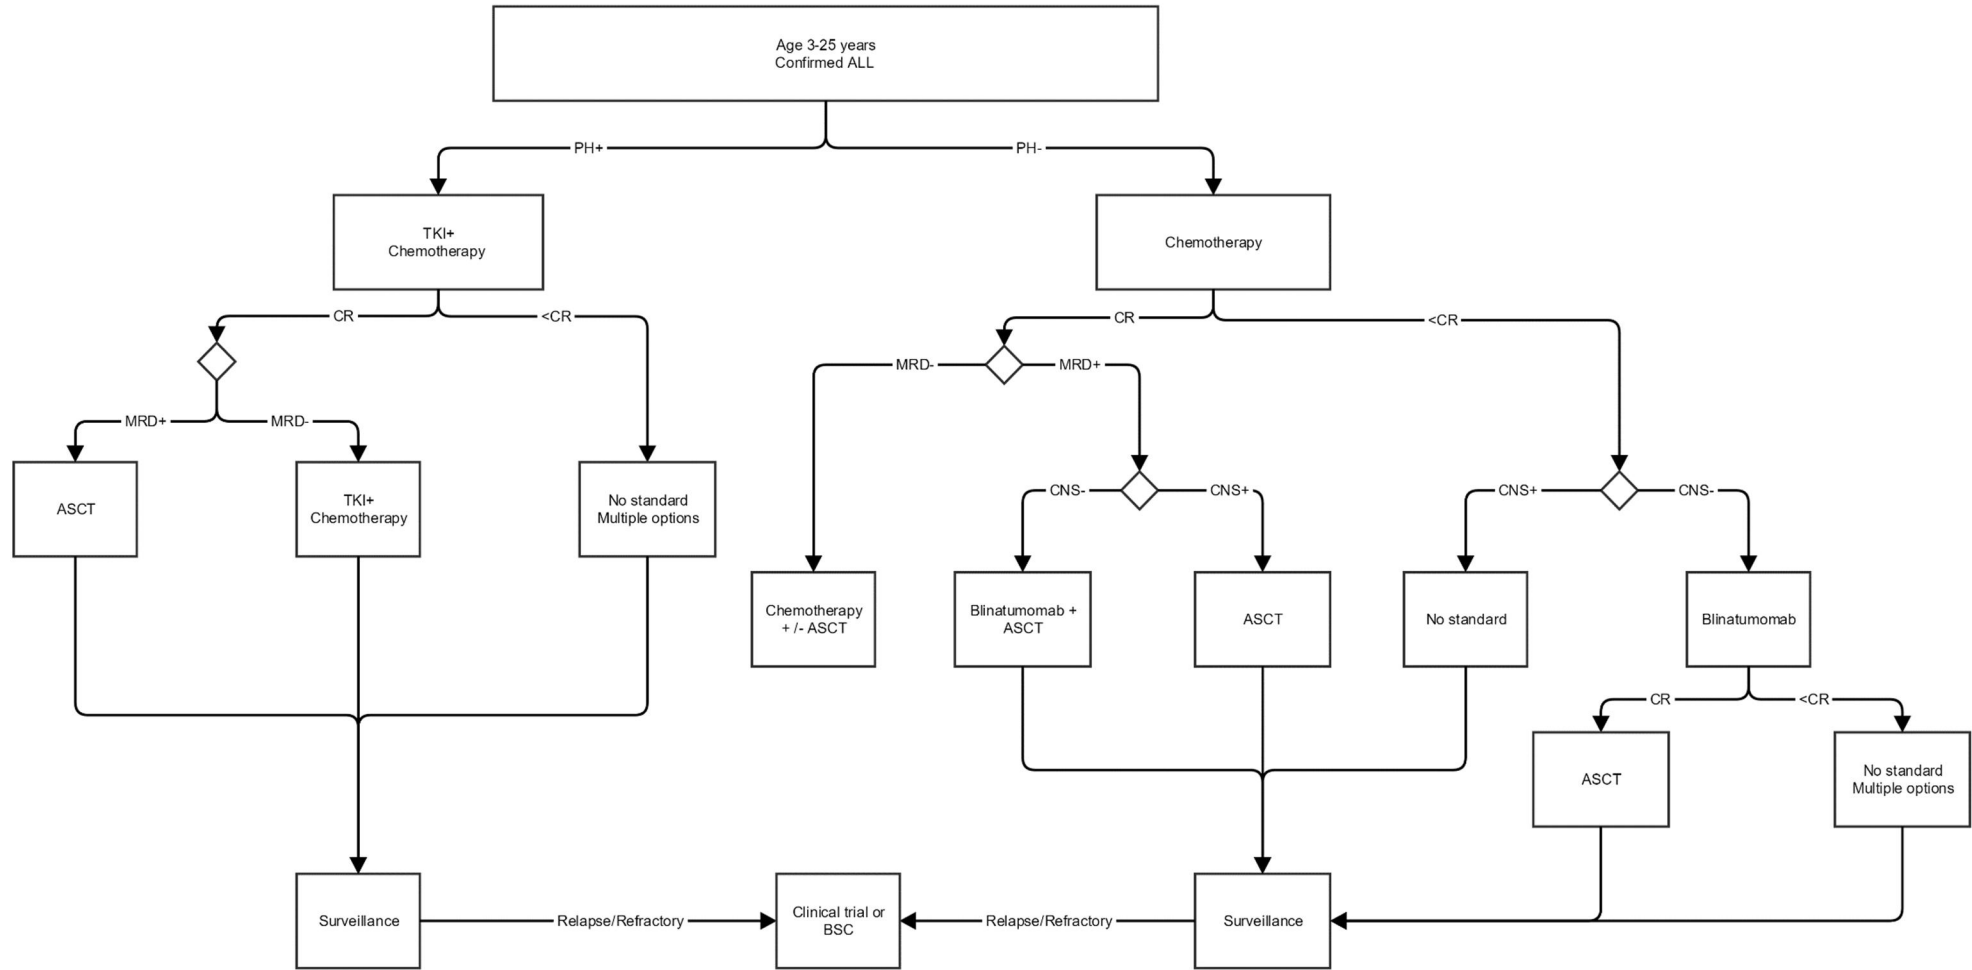 Age 3-25 years
Confirmed ALL
PH+
PH-
TKI+
Chemotherapy
Chemotherapy
CR
<CR
CR
<CR
MRD-
MRD+
MRD+
MRD-
CNS-
CNS+
CNS+
CNS-
ASCT
TKI+
Chemotherapy
No standard
Multiple options
Chemotherapy
+ /- ASCT
Blinatumomab +
ASCT
ASCT
No standard
Blinatumomab
CR
<CR
ASCT
No standard
Multiple options
Surveillance
Relapse/Refractory
Clinical trial or
BSC
Relapse/Refractory
Surveillance